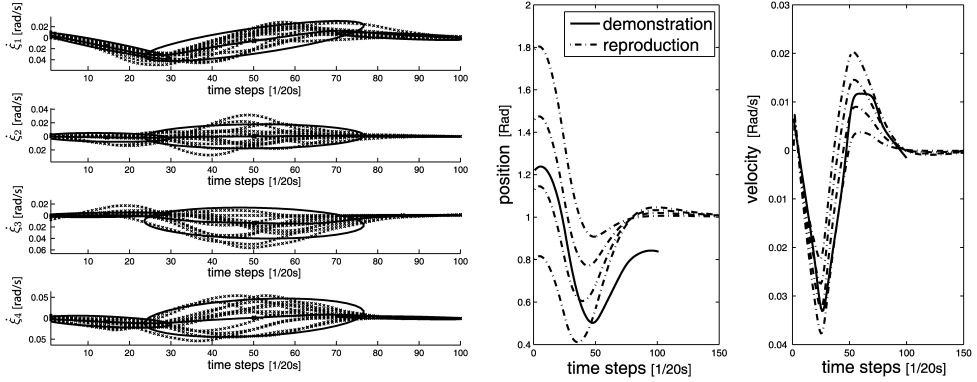 ξ̇1 [rad/s]
0.02
0
0.02
0.04
10 20 30 40 50 60 70 80 90 100
time steps [1/20s]
ξ̇2 [rad/s]
0.04
0.02
0
0.02
10 20 30 40 50 60 70 80 90 100
time steps [1/20s]
ξ̇3 [rad/s]
0.02
0
0.02
0.04
0.06
10 20 30 40 50 60 70 80 90 100
time steps [1/20s]
ξ̇4 [rad/s]
0.05
0
0.05
10 20 30 40 50 60 70 80 90 100
time steps [1/20s]
position [Rad]
2
1.8
1.6
1.4
1.2
1
0.8
0.6
0.4
demonstration
reproduction
0 50 100 150
time steps [1/20s]
velocity [Rad/s]
0.03
0.02
0.01
0
0.01
0.02
0.03
0.04
0 50 100 150
time steps [1/20s]